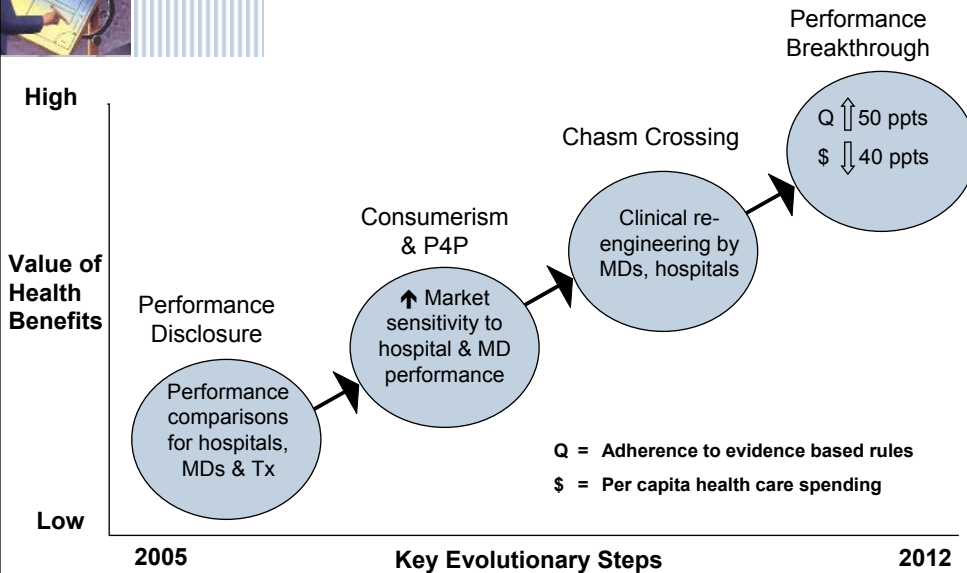 Performance
Breakthrough
High
Q ⇧ 50 ppts
$ ⇩ 40 ppts
Chasm Crossing
Clinical re-
engineering by
MDs, hospitals
Consumerism
& P4P
↑ Market
sensitivity to
hospital & MD
performance
Value of
Health
Benefits
Performance
Disclosure
Performance
comparisons
for hospitals,
MDs & Tx
Q = Adherence to evidence based rules
$ = Per capita health care spending
Low
2005
Key Evolutionary Steps
2012